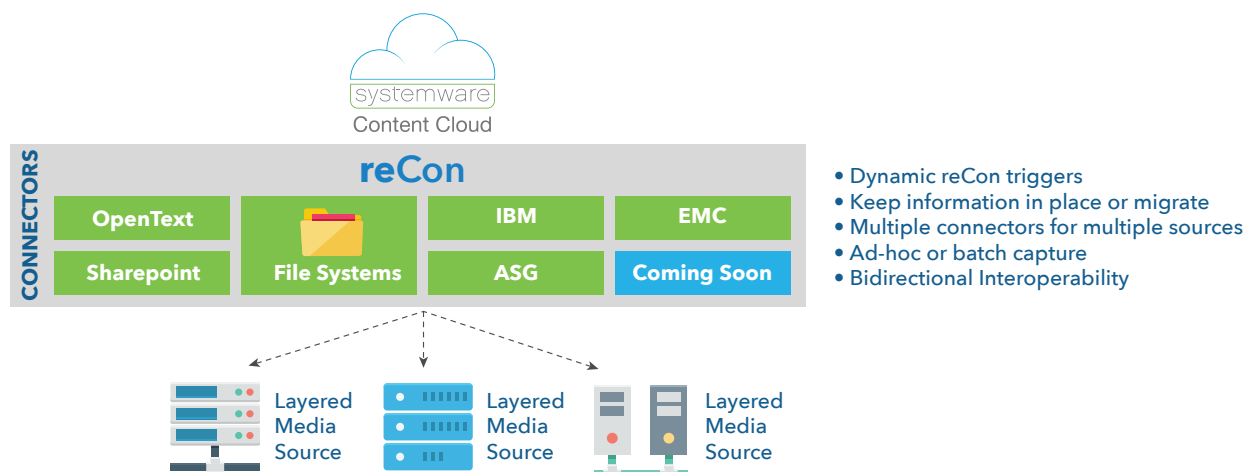 systemware
Content Cloud
CONNECTORS
reCon
OpenText
IBM
EMC
Sharepoint
File Systems
ASG
Coming Soon
• Dynamic reCon triggers
• Keep information in place or migrate
• Multiple connectors for multiple sources
• Ad-hoc or batch capture
• Bidirectional Interoperability
Layered
Media
Source
Layered
Media
Source
Layered
Media
Source